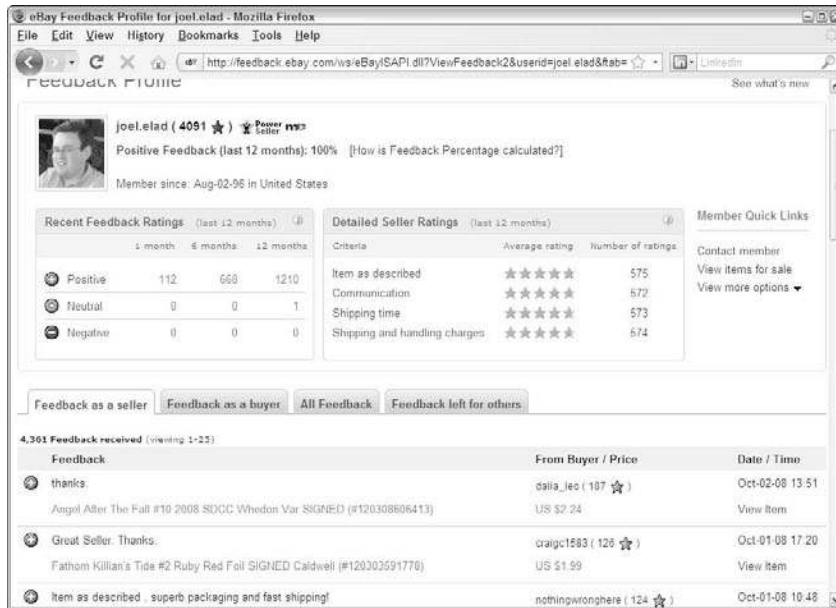 eBay Feedback Profile for joel.elad - Mozilla Firefox
File Edit View History Bookmarks Tools Help
http://feedback.ebay.com/ws/eBayISAPI.dll?ViewFeedback2&userid=joel.elad&ftab=
LinkedIn
Feedback Profile
See what's new
joel.elad ( 4091 ) Power Seller me
Positive Feedback (last 12 months): 100% [How is Feedback Percentage calculated?]
Member since: Aug-02-96 in United States
Recent Feedback Ratings (last 12 months)
1 month 6 months 12 months
Positive 112 668 1210
Neutral 0 0 1
Negative 0 0 0
Detailed Seller Ratings (last 12 months)
Criteria Average rating Number of ratings
Item as described 575
Communication 572
Shipping time 573
Shipping and handling charges 574
Member Quick Links
Contact member
View items for sale
View more options
Feedback as a seller Feedback as a buyer All Feedback Feedback left for others
4,361 Feedback received (viewing 1-25)
Feedback From Buyer / Price Date / Time
thanks. dalia_leo ( 187 ) Oct-02-08 13:51
Angel After The Fall #10 2008 SDCC Whedon Var SIGNED (#120308606413) US $2.24 View Item
Great Seller. Thanks. craigc1583 ( 126 ) Oct-01-08 17:20
Fathom Killian's Tide #2 Ruby Red Foil SIGNED Caldwell (#120303591778) US $1.99 View Item
Item as described , superb packaging and fast shipping! nothingwronghere ( 124 ) Oct-01-08 10:48